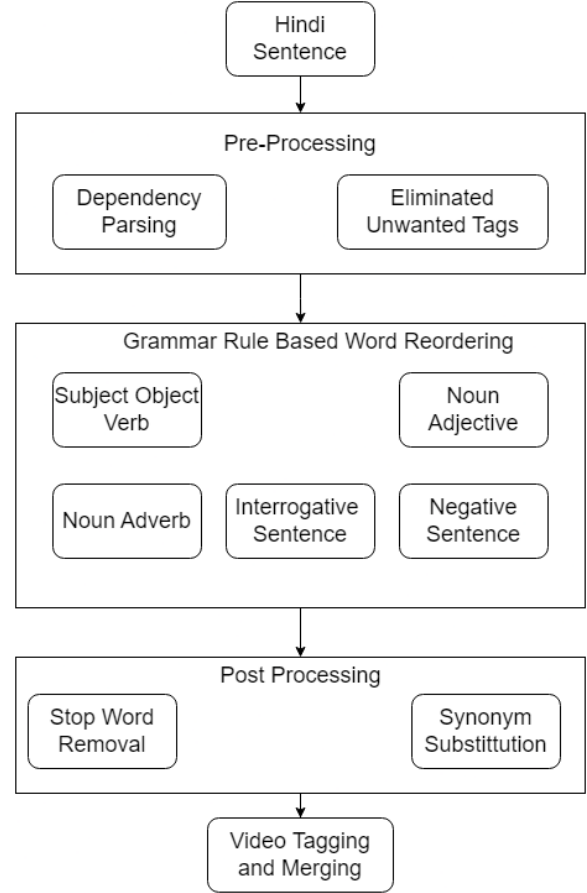 Hindi
Sentence
Pre-Processing
Dependency
Parsing
Eliminated
Unwanted Tags
Grammar Rule Based Word Reordering
Subject Object
Verb
Noun
Adjective
Noun Adverb
Interrogative
Sentence
Negative
Sentence
Post Processing
Stop Word
Removal
Synonym
Substittution
Video Tagging
and Merging